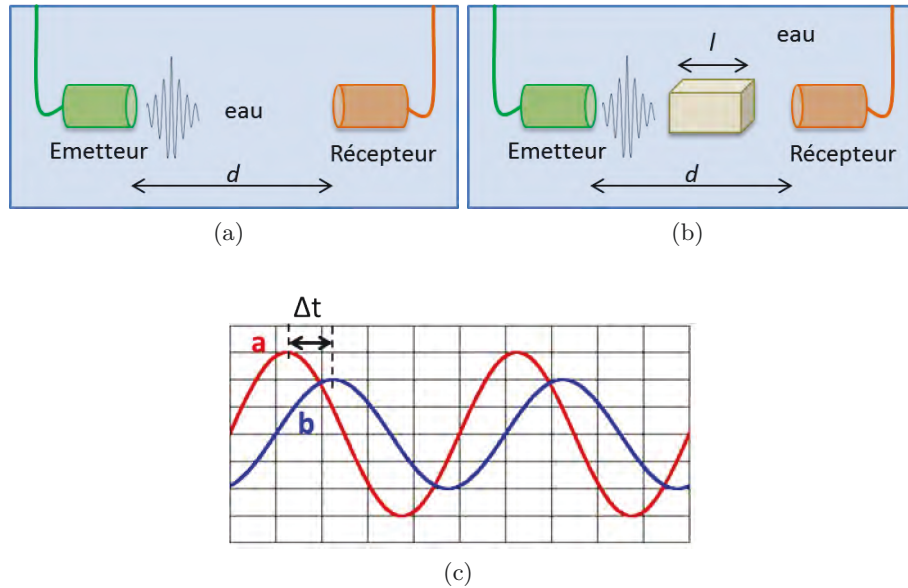 eau
Emetteur
Récepteur
d
(a)
eau
l
Emetteur
Récepteur
d
(b)
Δt
a
b
(c)